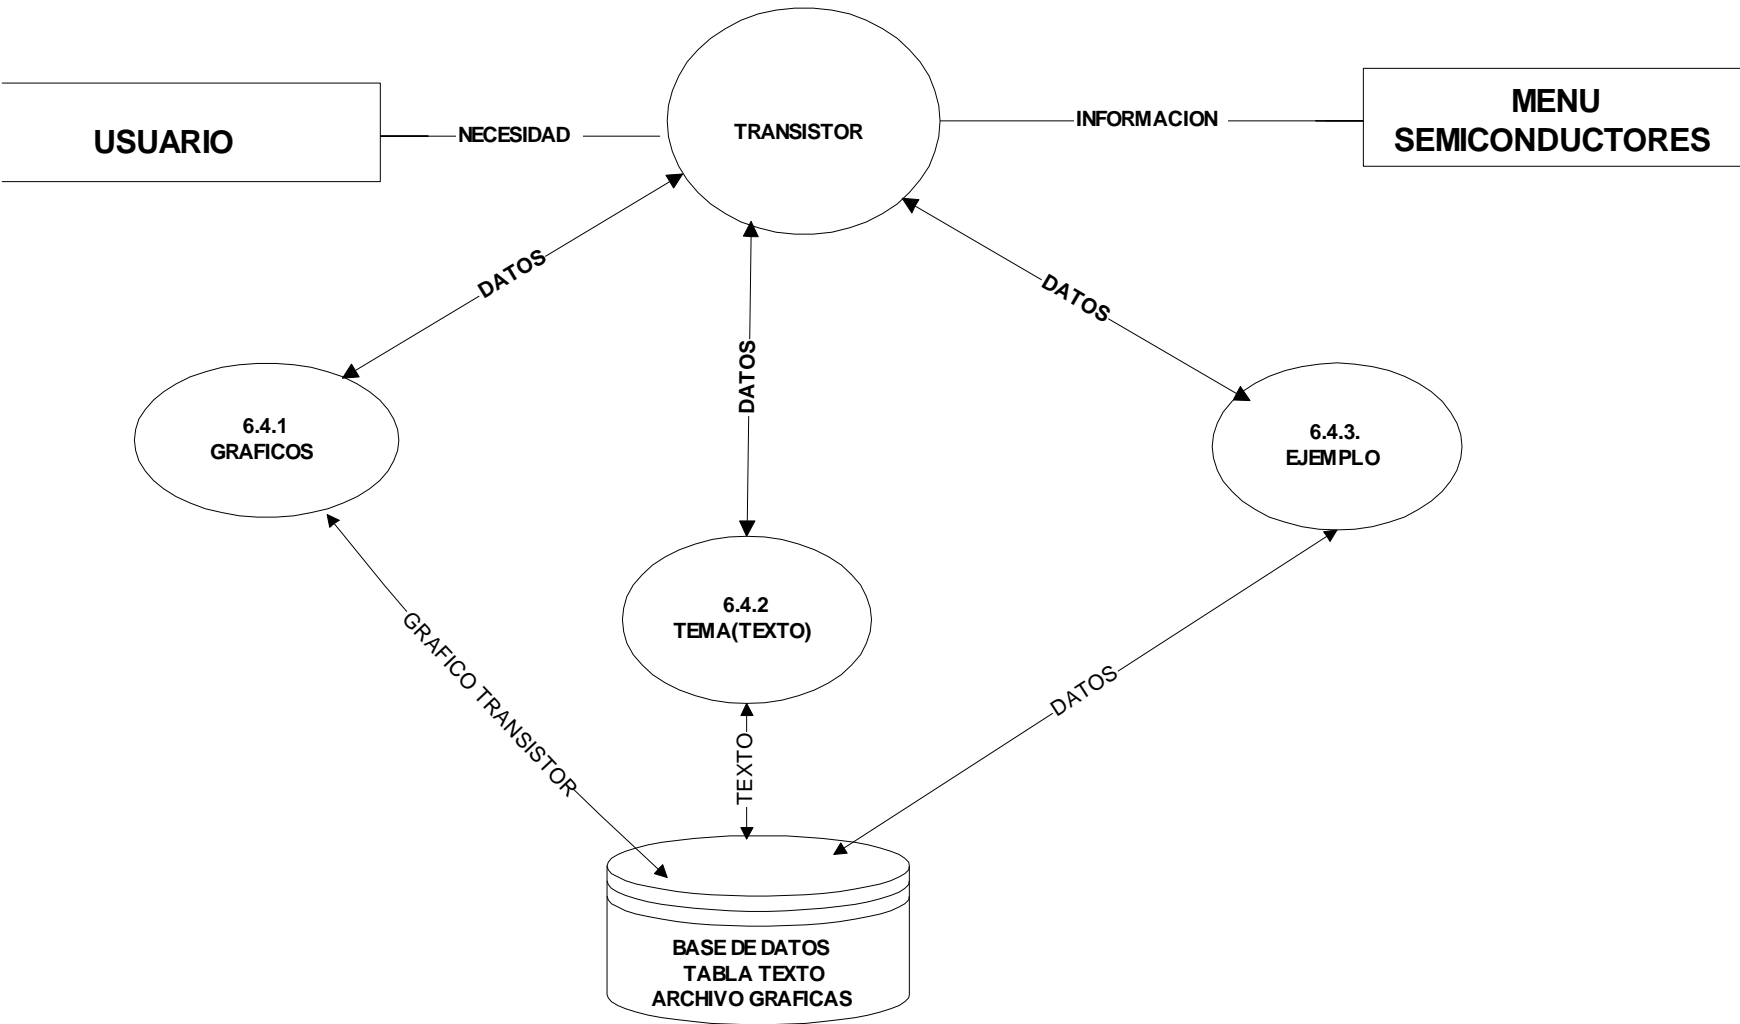 USUARIO
NECESIDAD
TRANSISTOR
INFORMACION
MENU
SEMICONDUCTORES
DATOS
DATOS
DATOS
6.4.1
GRAFICOS
6.4.3.
EJEMPLO
6.4.2
TEMA(TEXTO)
GRAFICO TRANSISTOR
TEXTO
DATOS
BASE DE DATOS
TABLA TEXTO
ARCHIVO GRAFICAS